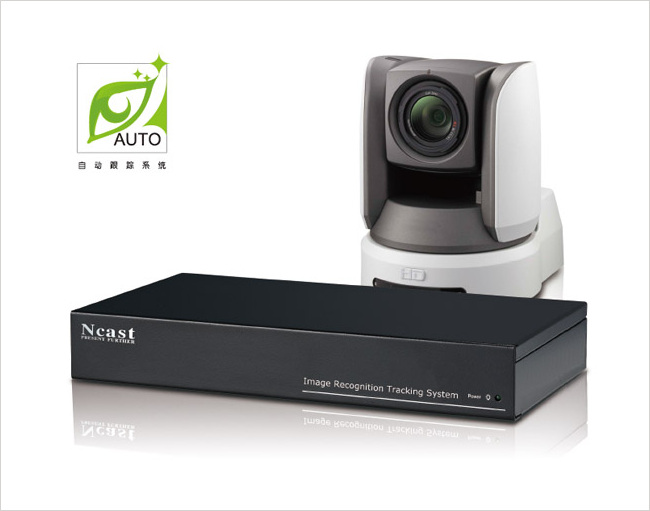 AUTO
自动跟踪系统
HD
Ncast
PRESENT FURTHER
Image Recognition Tracking System
Power